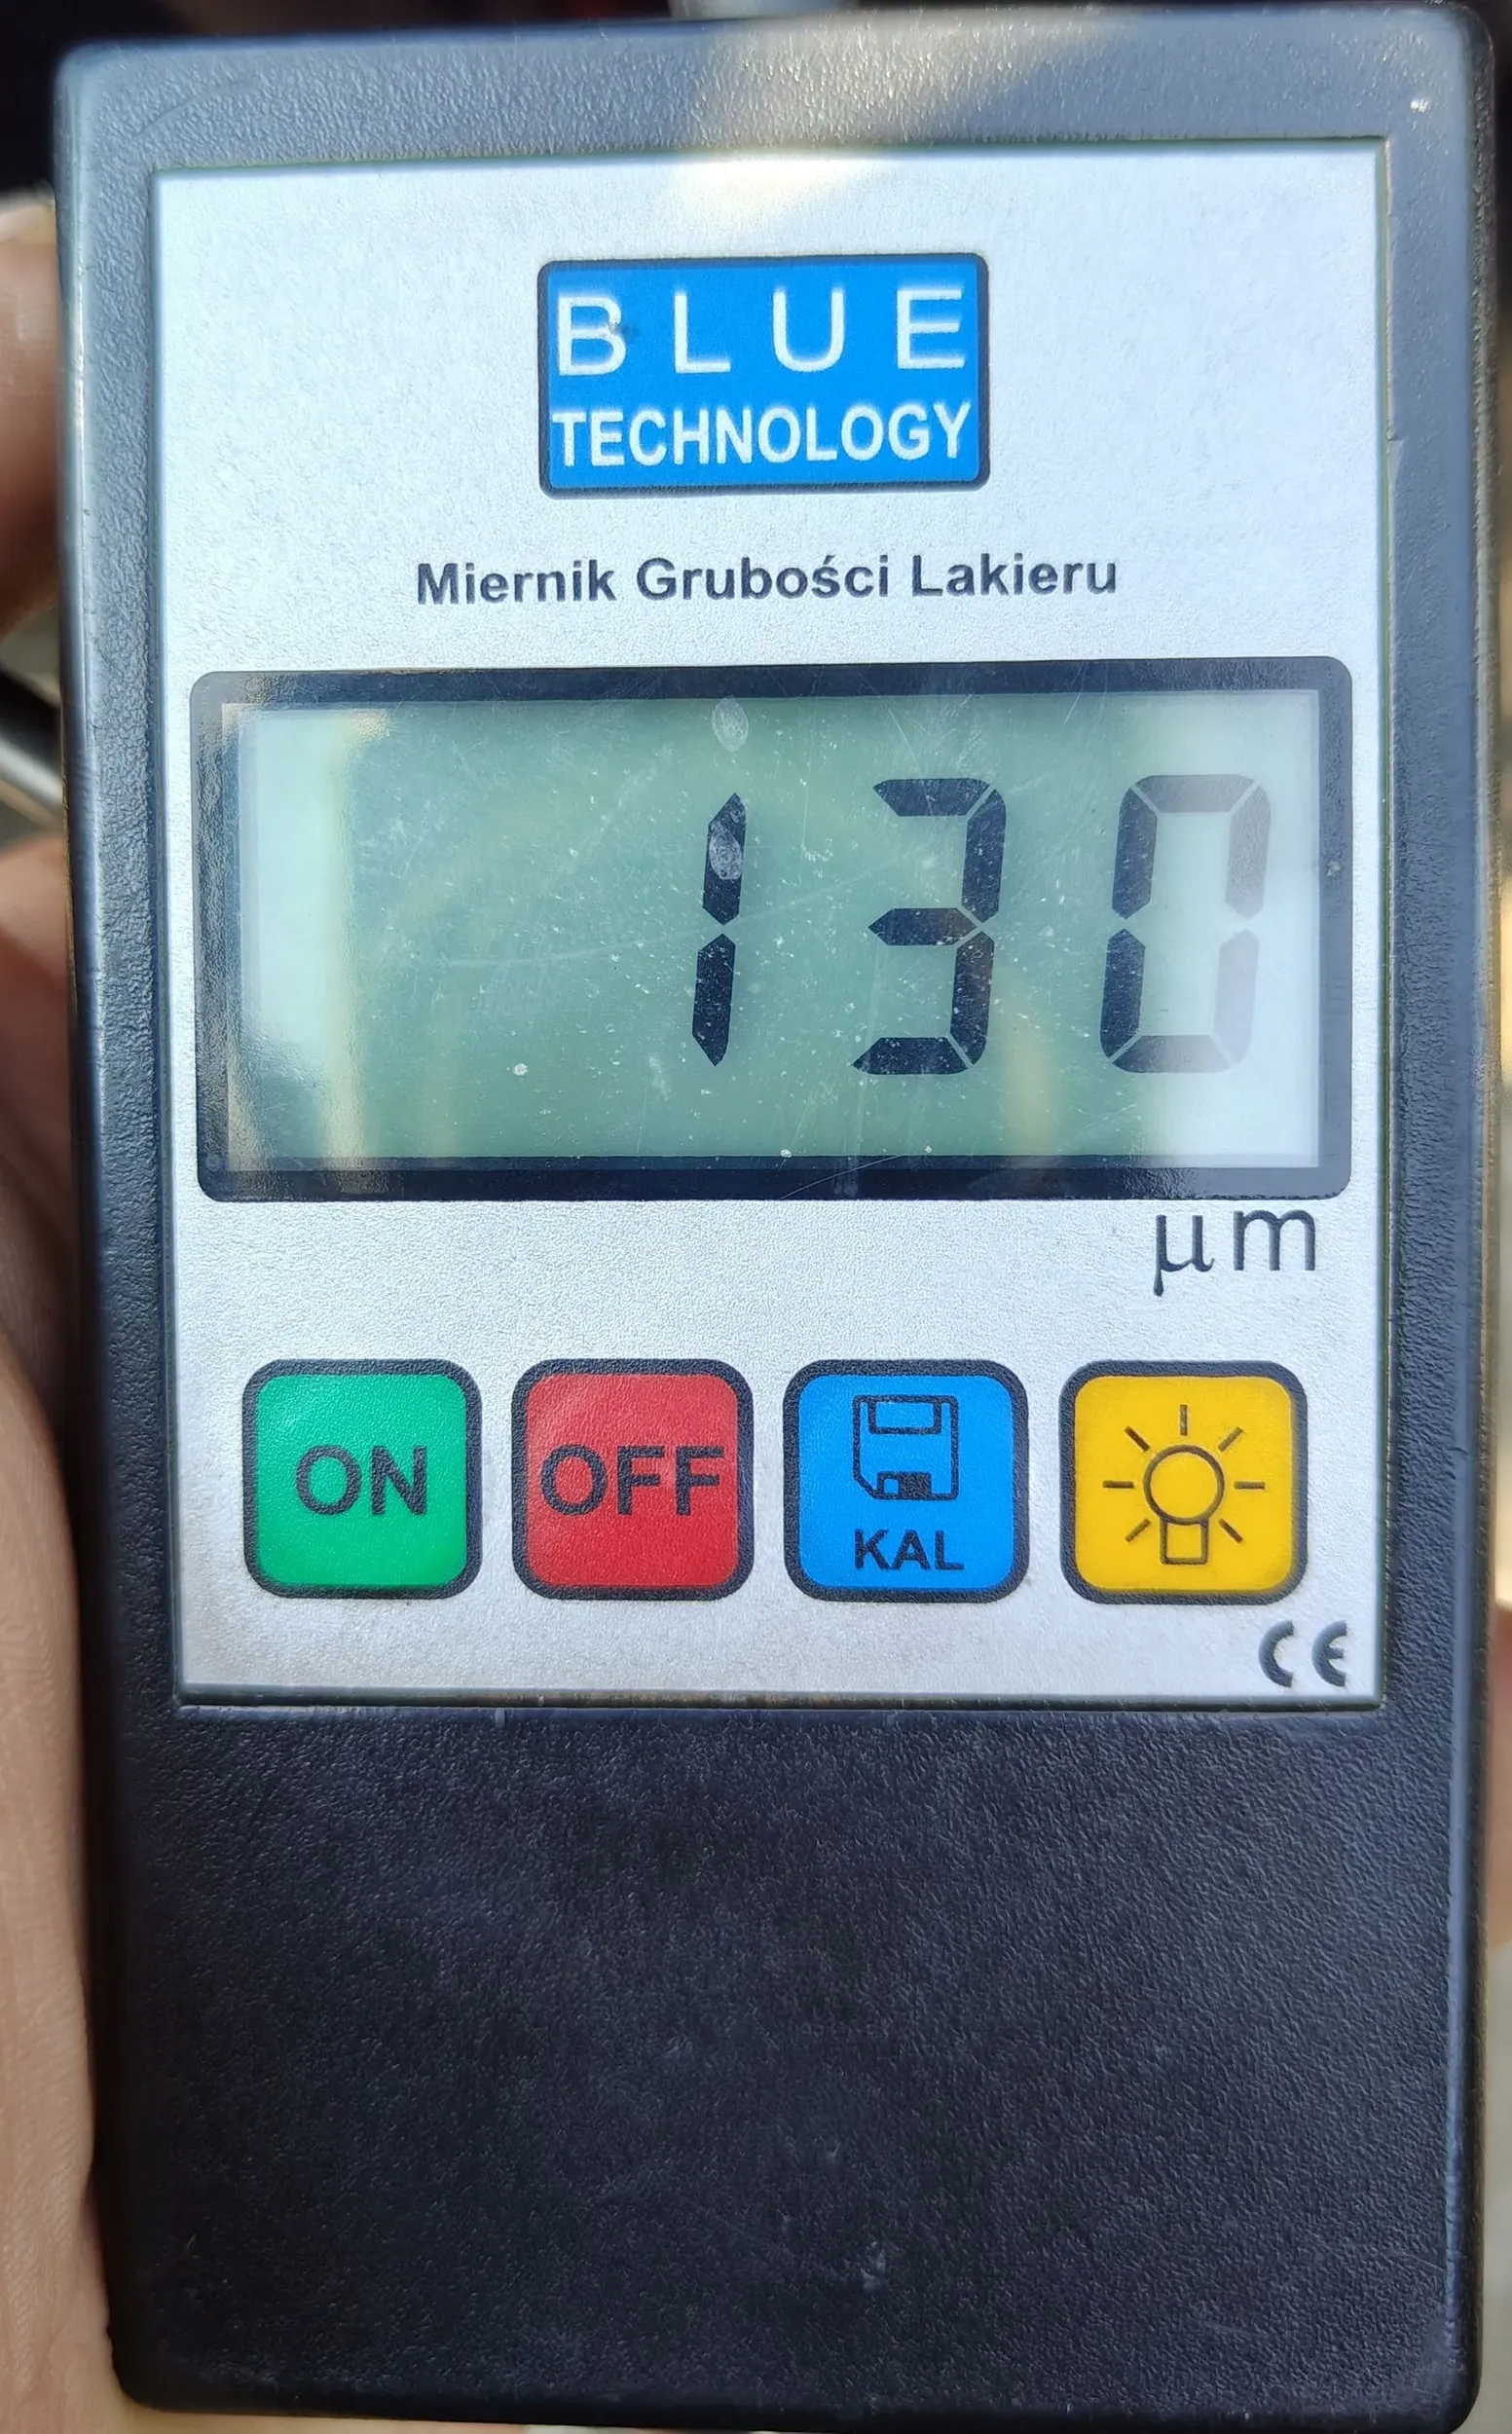 BLUE
TECHNOLOGY
Miernik Grubości Lakieru
130
μm
ON
OFF
KAL
CE